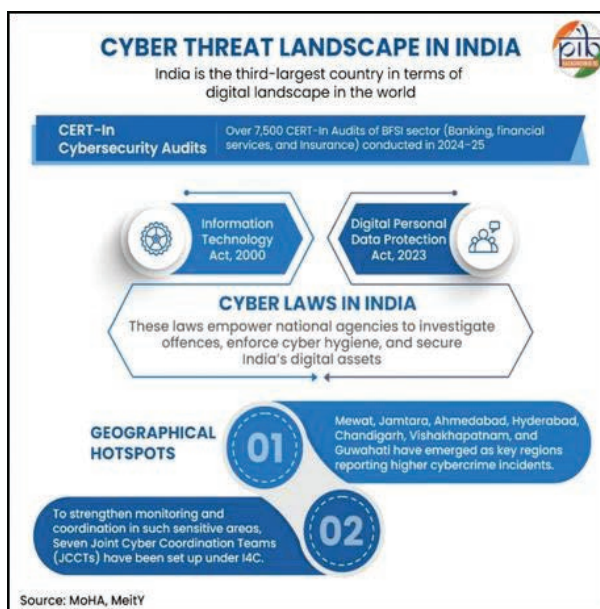 CYBER THREAT LANDSCAPE IN INDIA
pib
India is the third-largest country in terms of
digital landscape in the world
CERT-In
Cybersecurity Audits
Over 7,500 CERT-In Audits of BFSI sector (Banking, financial
services, and Insurance) conducted in 2024-25
Information
Technology
Act, 2000
Digital Personal
Data Protection
Act, 2023
CYBER LAWS IN INDIA
These laws empower national agencies to investigate
offences, enforce cyber hygiene, and secure
India's digital assets
GEOGRAPHICAL
HOTSPOTS
01
Mewat, Jamtara, Ahmedabad, Hyderabad,
Chandigarh, Vishakhapatnam, and
Guwahati have emerged as key regions
reporting higher cybercrime incidents.
To strengthen monitoring and
coordination in such sensitive areas,
Seven Joint Cyber Coordination Teams
(JCCTs) have been set up under I4C.
02
Source: MoHA, MeitY